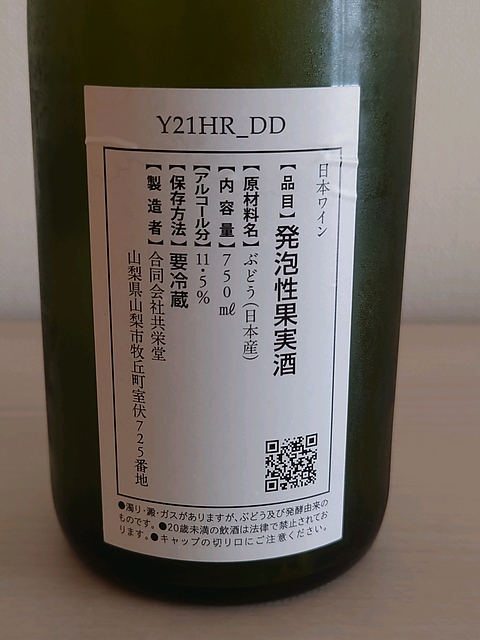 Y21HR_DD
日本ワイン
【品目】発泡性果実酒
【原材料名】ぶどう(日本産)
【内容量】750㎖
【アルコール分】11・5%
【保存方法】要冷蔵
【製造者】合同会社共栄堂
山梨県山梨市牧丘町室伏725番地
●濁り・澱・ガスがありますが、ぶどう及び発酵由来の
ものです。●20歳未満の飲酒は法律で禁止されてお
ります。●キャップの切り口にご注意ください。